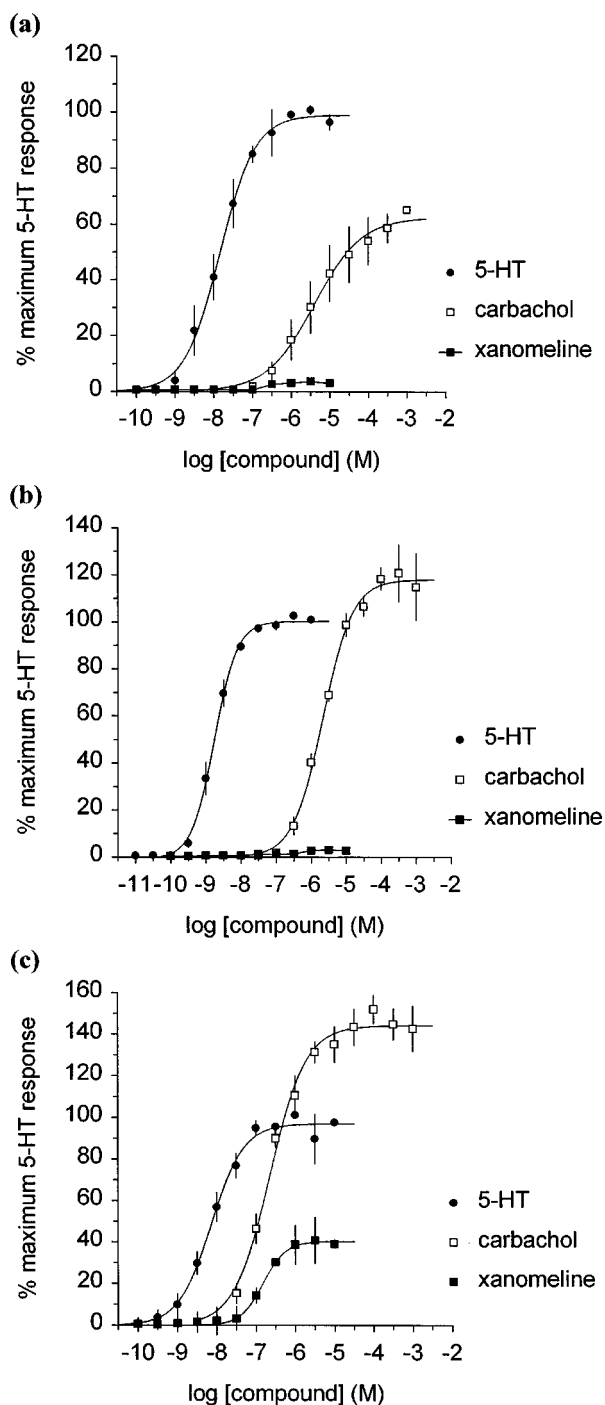 (a)
% maximum 5-HT response
120
100
80
60
40
20
0
-10 -9 -8 -7 -6 -5 -4 -3 -2
log [compound] (M)
5-HT
carbachol
xanomeline
(b)
% maximum 5-HT response
140
120
100
80
60
40
20
0
-11 -10 -9 -8 -7 -6 -5 -4 -3 -2
log [compound] (M)
5-HT
carbachol
xanomeline
(c)
% maximum 5-HT response
160
140
120
100
80
60
40
20
0
-10 -9 -8 -7 -6 -5 -4 -3 -2
log [compound] (M)
5-HT
carbachol
xanomeline